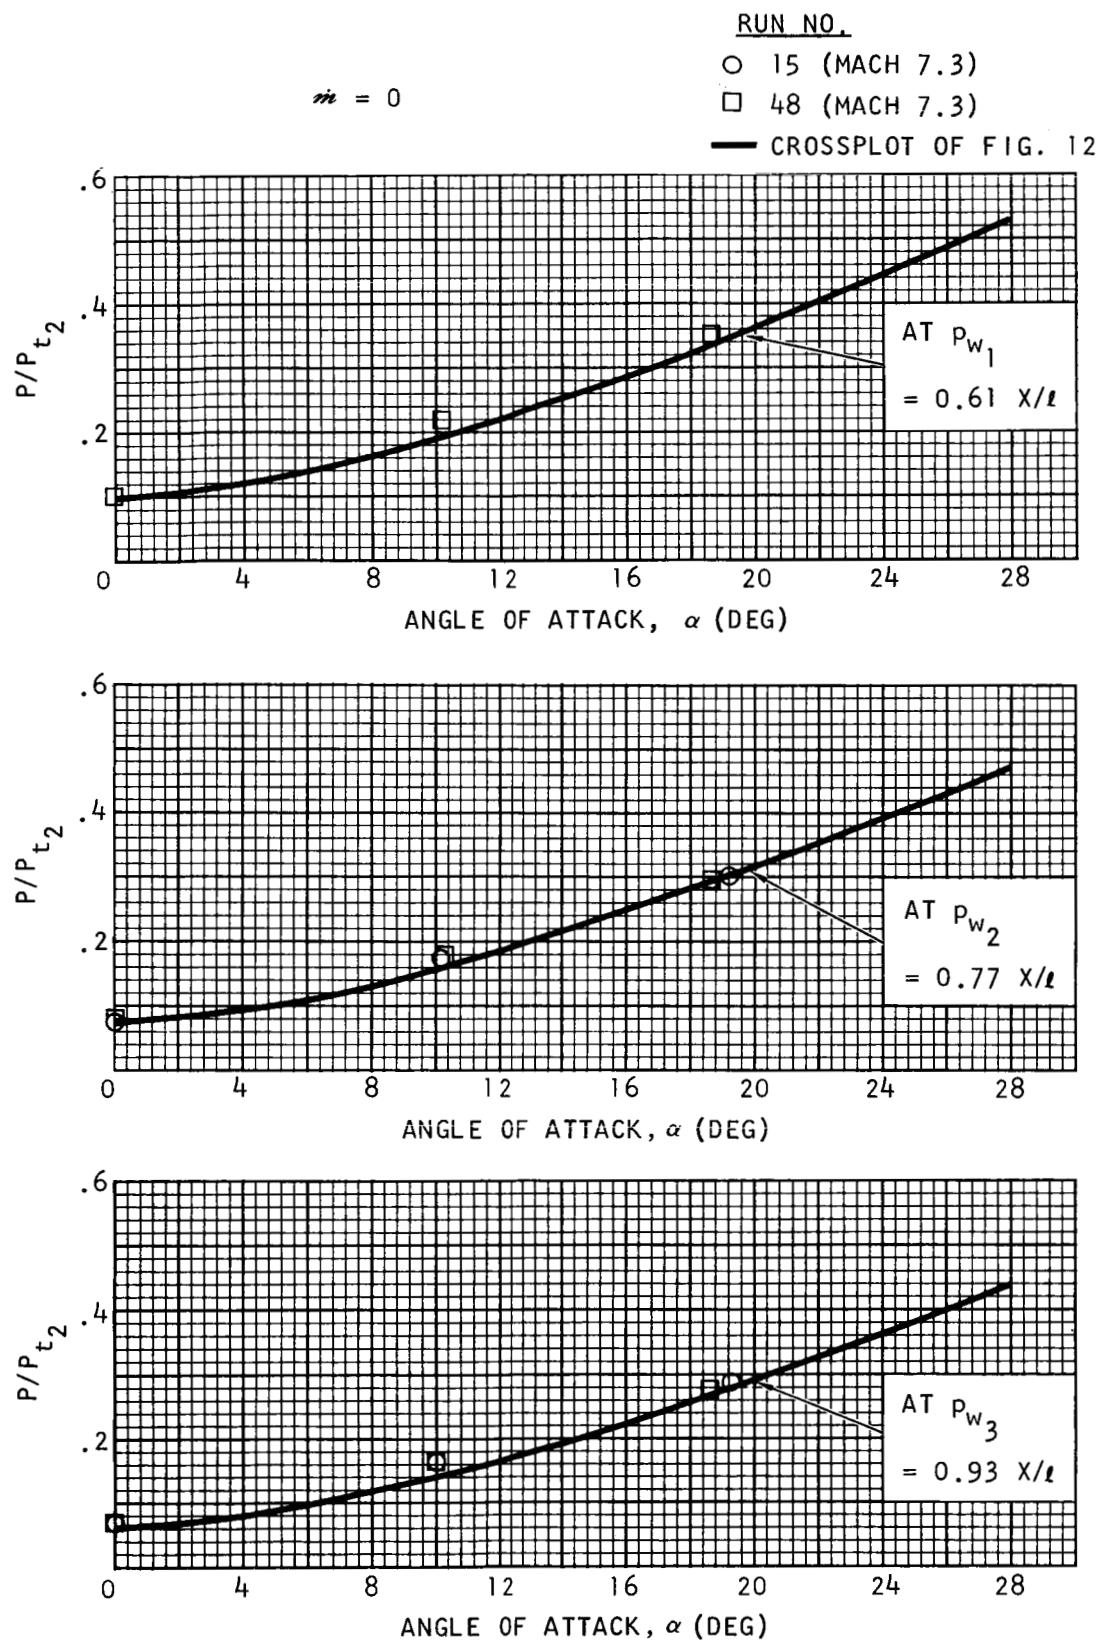 RUN NO.
○ 15 (MACH 7.3)
ṁ = 0
□ 48 (MACH 7.3)
CROSSPLOT OF FIG. 12
.6
.4
.2
P/Pt2
AT pw1
= 0.61 X/ℓ
0 4 8 12 16 20 24 28
ANGLE OF ATTACK, α (DEG)
.6
.4
.2
P/Pt2
AT pw2
= 0.77 X/ℓ
0 4 8 12 16 20 24 28
ANGLE OF ATTACK, α (DEG)
.6
.4
.2
P/Pt2
AT pw3
= 0.93 X/ℓ
0 4 8 12 16 20 24 28
ANGLE OF ATTACK, α (DEG)